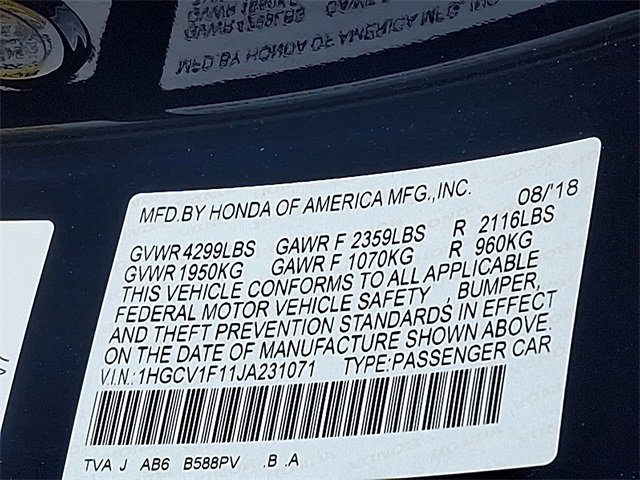 MFD.BY HONDA OF AMERICA MFG.,INC. 08/'18
GVWR 4299LBS GAWR F 2359LBS R 2116LBS
GVWR 1950KG GAWR F 1070KG R 960KG
THIS VEHICLE CONFORMS TO ALL APPLICABLE
FEDERAL MOTOR VEHICLE SAFETY , BUMPER,
AND THEFT PREVENTION STANDARDS IN EFFECT
ON THE DATE OF MANUFACTURE SHOWN ABOVE.
V.I.N.:1HGCV1F11JA231071 TYPE:PASSENGER CAR
TVA J AB6 B588PV .B .A